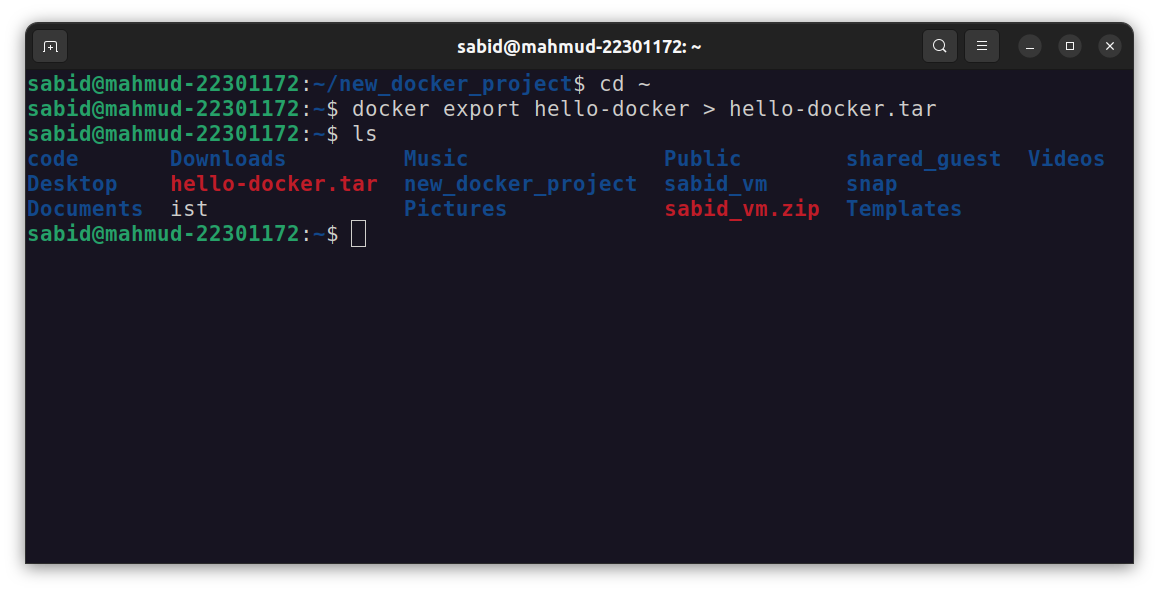 sabid@mahmud-22301172: ~
sabid@mahmud-22301172:~/new_docker_project$ cd ~
sabid@mahmud-22301172:~$ docker export hello-docker > hello-docker.tar
sabid@mahmud-22301172:~$ ls
code Downloads Music Public shared_guest Videos
Desktop hello-docker.tar new_docker_project sabid_vm snap
Documents ist Pictures sabid_vm.zip Templates
sabid@mahmud-22301172:~$